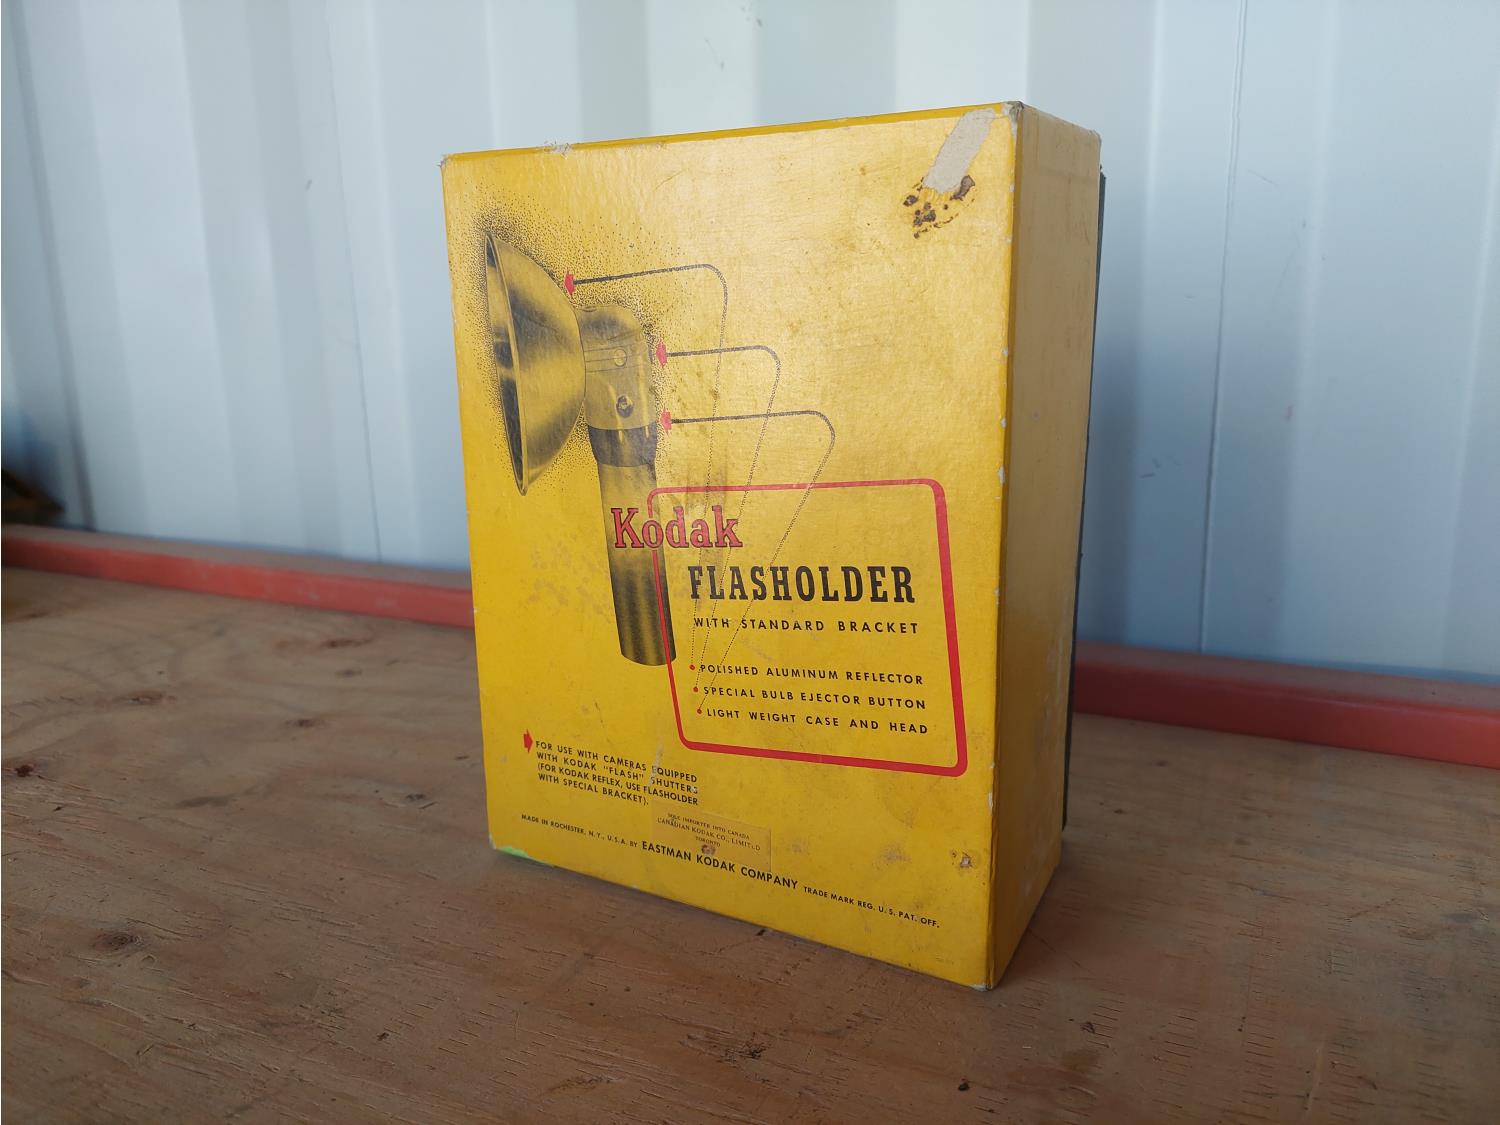 Kodak
FLASHOLDER
WITH STANDARD BRACKET
POLISHED ALUMINUM REFLECTOR
SPECIAL BULB EJECTOR BUTTON
LIGHT WEIGHT CASE AND HEAD
FOR USE WITH CAMERAS EQUIPPED
WITH KODAK "FLASH" SHUTTERS
(FOR KODAK REFLEX, USE FLASHOLDER
WITH SPECIAL BRACKET).
IMPORTED INTO CANADA
CANADIAN KODAK CO., LIMITED
TORONTO
MADE IN ROCHESTER, N.Y., U.S.A. BY EASTMAN KODAK COMPANY TRADE MARK REG. U.S. PAT. OFF.